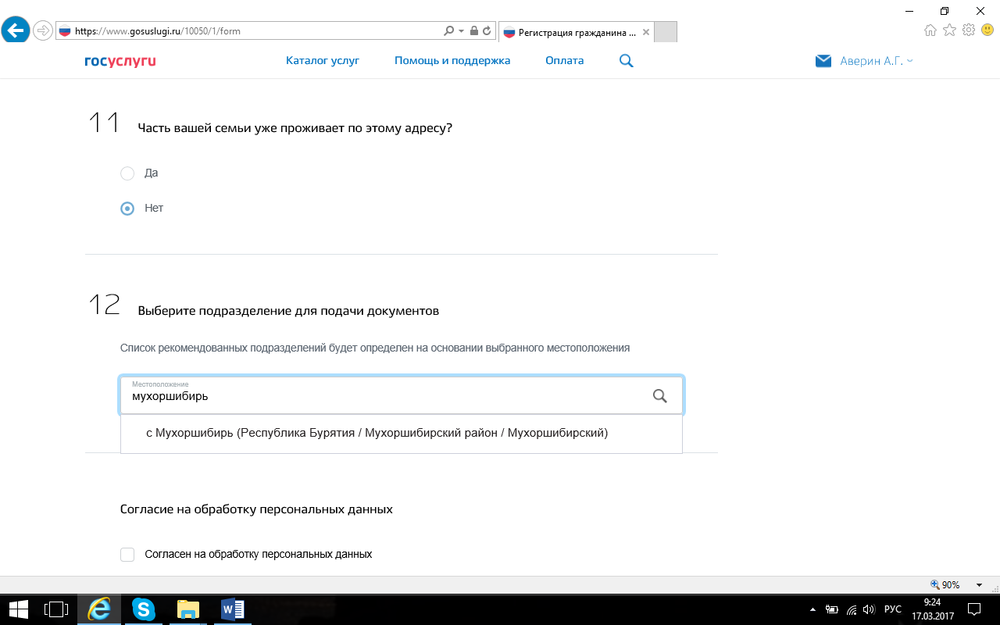 https://www.gosuslugi.ru/10050/1/form
Регистрация гражданина ...
госуслуги
Каталог услуг
Помощь и поддержка
Оплата
Аверин А.Г.
11 Часть вашей семьи уже проживает по этому адресу?
Да
Нет
12 Выберите подразделение для подачи документов
Список рекомендованных подразделений будет определен на основании выбранного местоположения
Местоположение
мухоршибирь
с Мухоршибирь (Республика Бурятия / Мухоршибирский район / Мухоршибирский)
Согласие на обработку персональных данных
Согласен на обработку персональных данных
90%
РУС
9:24
17.03.2017